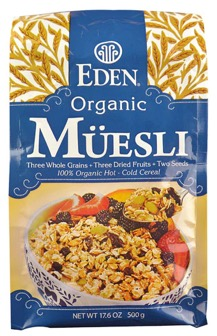 EDEN®
Organic
MÜESLI
Three Whole Grains • Three Dried Fruits • Two Seeds
100% Organic Hot - Cold Cereal
NET WT 17.6 OZ 500 g